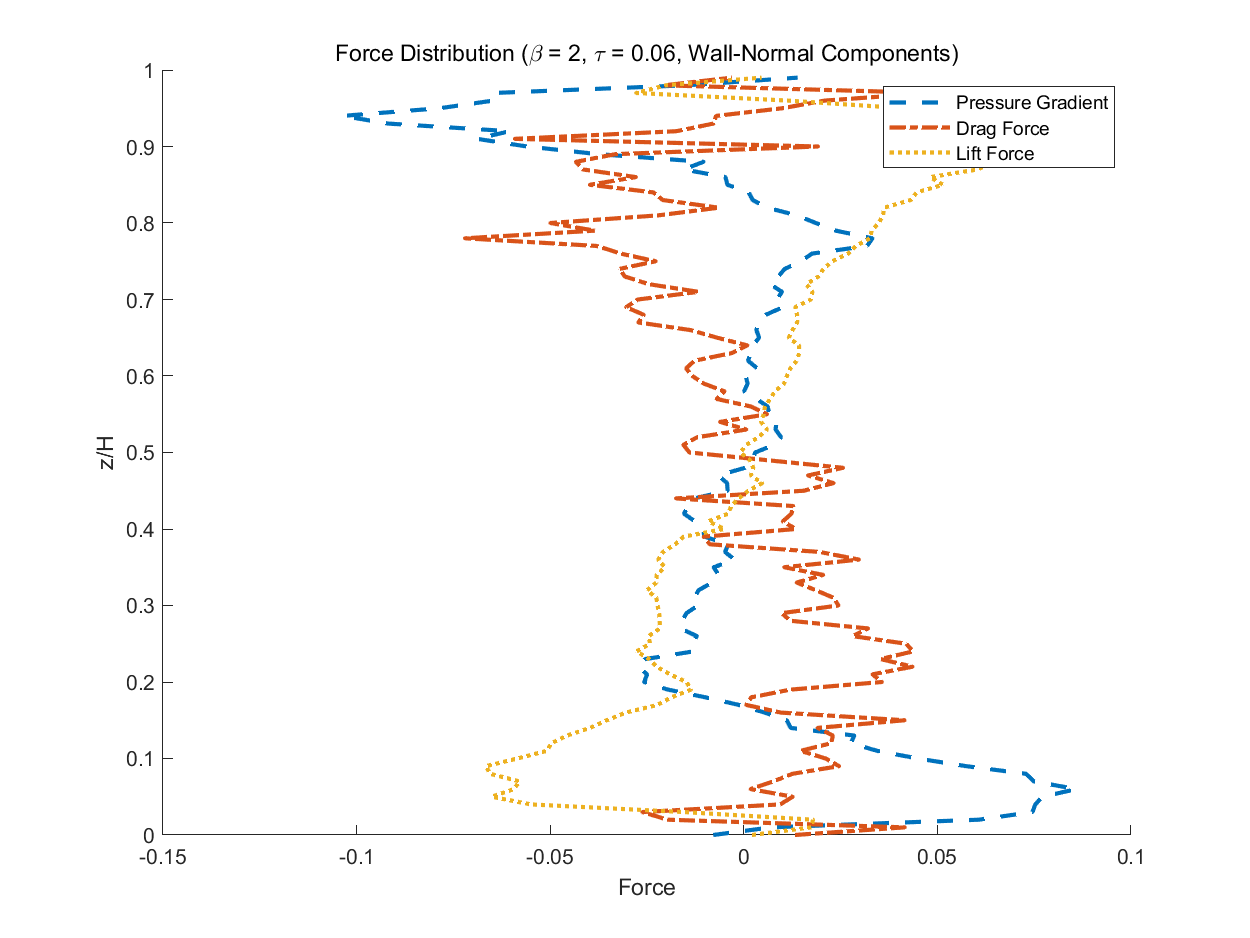 Force Distribution (β = 2, τ = 0.06, Wall-Normal Components)
1
0.9
0.8
0.7
0.6
0.5
0.4
0.3
0.2
0.1
0
z/H
Pressure Gradient
Drag Force
Lift Force
-0.15 -0.1 -0.05 0 0.05 0.1
Force